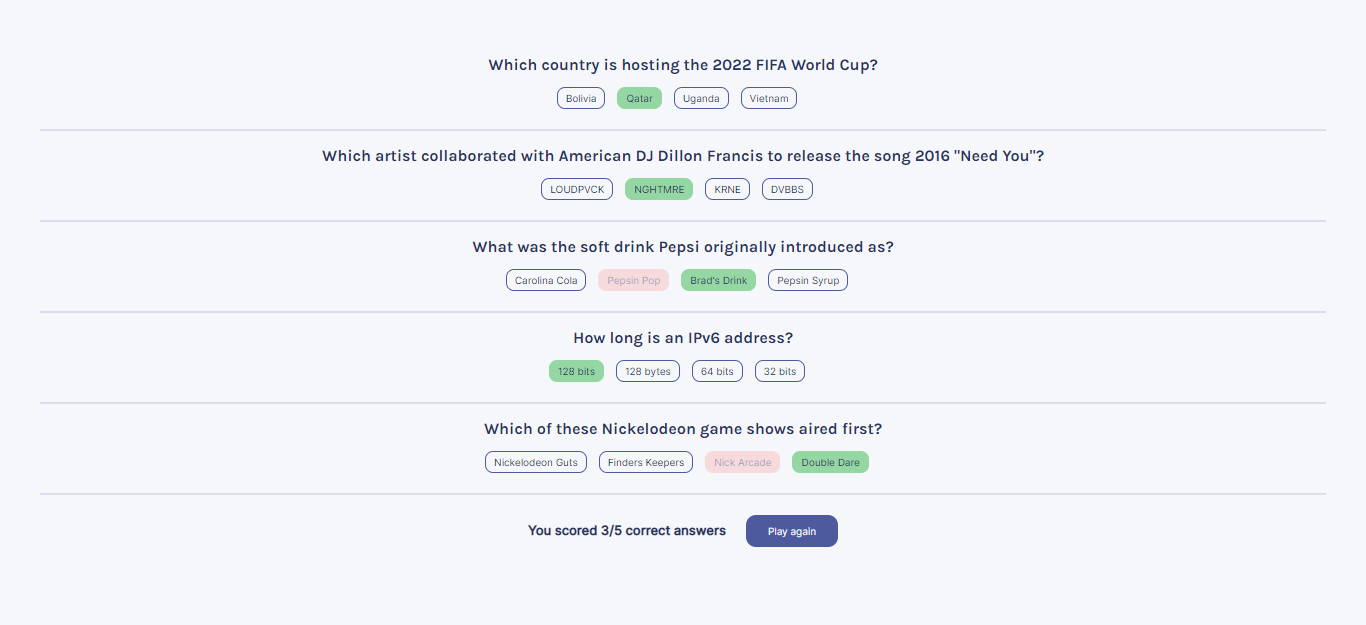 Which country is hosting the 2022 FIFA World Cup?
Bolivia Qatar Uganda Vietnam
Which artist collaborated with American DJ Dillon Francis to release the song 2016 "Need You"?
LOUDPVCK NGHTMRE KRNE DVBBS
What was the soft drink Pepsi originally introduced as?
Carolina Cola Pepsin Pop Brad's Drink Pepsin Syrup
How long is an IPv6 address?
128 bits 128 bytes 64 bits 32 bits
Which of these Nickelodeon game shows aired first?
Nickelodeon Guts Finders Keepers Nick Arcade Double Dare
You scored 3/5 correct answers Play again